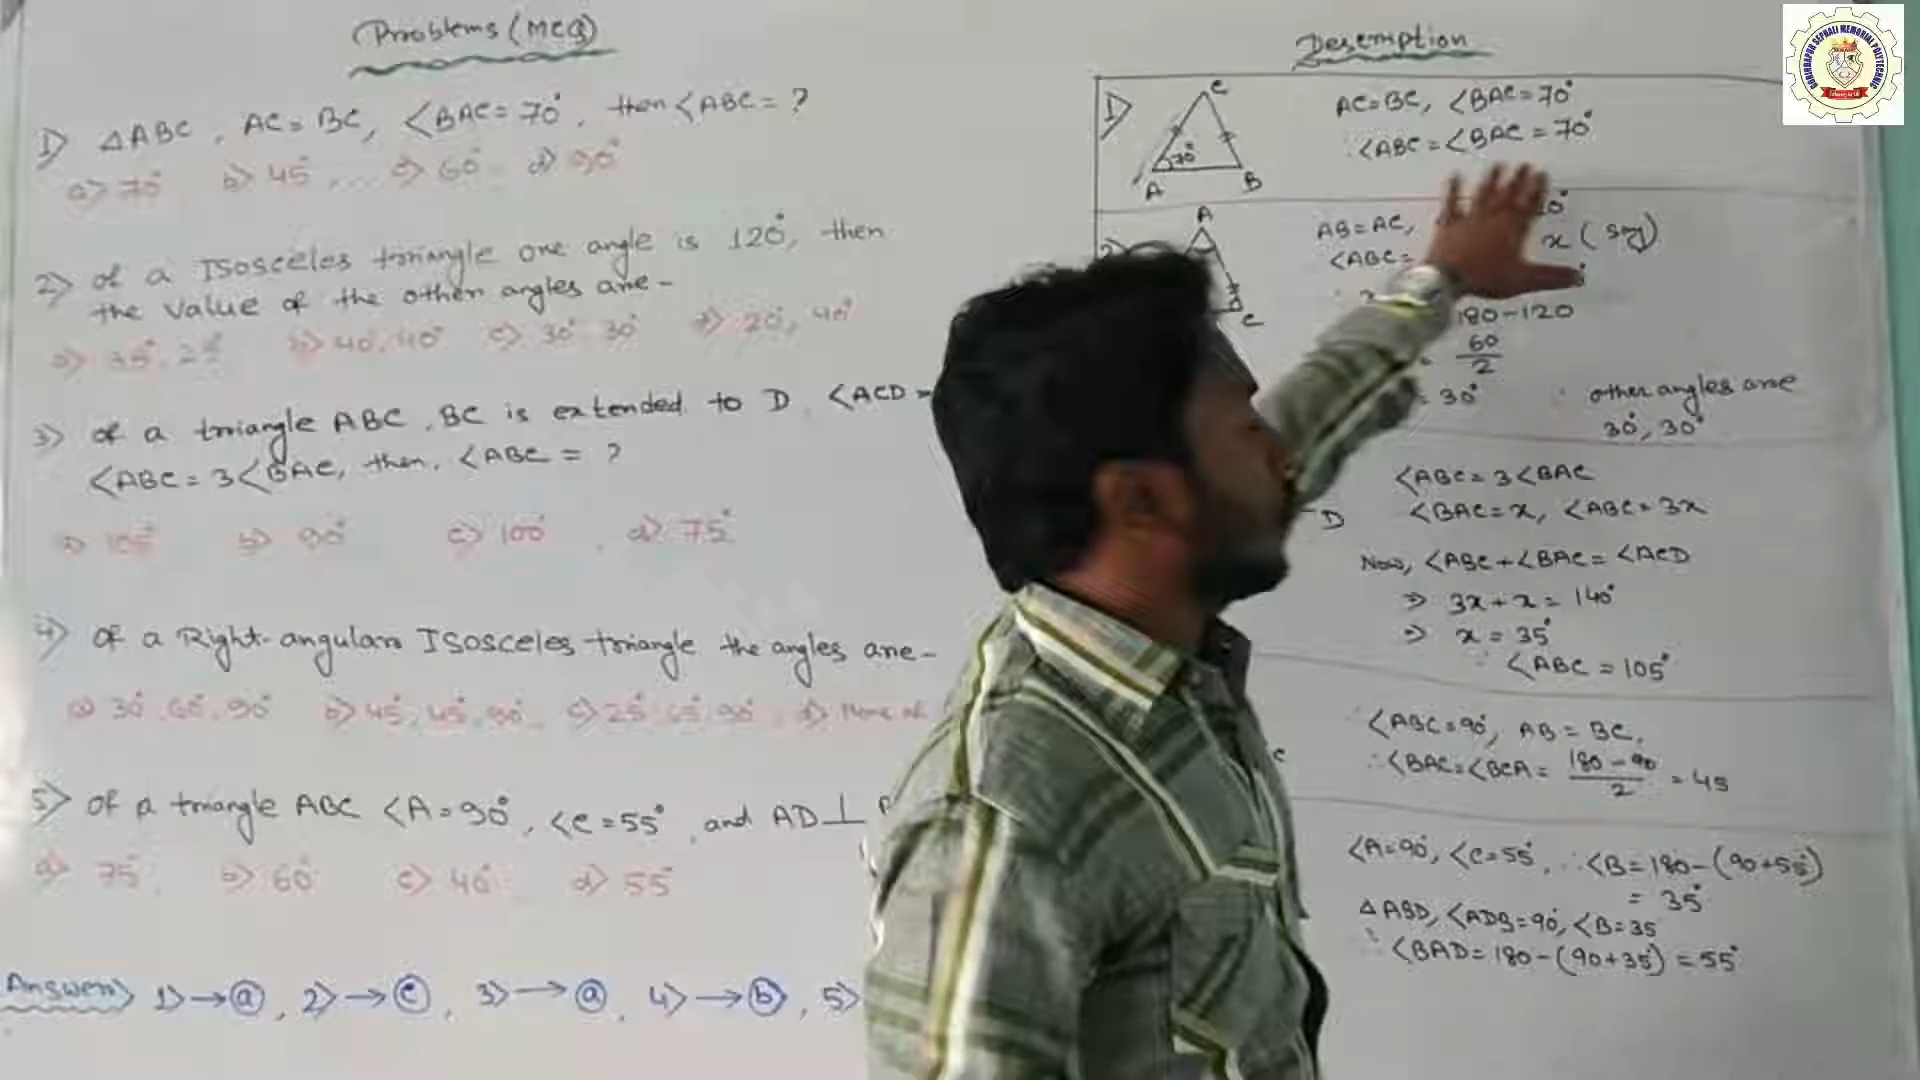 Problems (MCQ)
1) △ABC, AC = BC, <BAC = 70°, then <ABC = ?
a) 70° b) 45° c) 60° d) 90°
2) of a Isosceles triangle one angle is 120°, then
the value of the other angles are -
a) 35°, 25° b) 40°, 40° c) 30°, 30° d) 20°, 40°
3) of a triangle ABC, BC is extended to D, <ACD =
<ABC = 3<BAC, then, <ABC = ?
a) 105° b) 90° c) 100° d) 75°
4) of a Right-angular Isosceles triangle the angles are -
a) 30°, 60°, 90° b) 45°, 45°, 90° c) 25°, 65°, 90° d) None of
5) of a triangle ABC <A = 90°, <C = 55°, and AD ⊥
a) 75° b) 60° c) 40° d) 55°
Answer) 1) → a, 2) → c, 3) → a, 4) → b, 5)
Description
1)
C
70°
A B
AC = BC, <BAC = 70°
∴ <ABC = <BAC = 70°
A
C
AB = AC,
<ABC =
x (say)
180 - 120
60
2
= 30° ∴ other angles are
30°, 30°
D
<ABC = 3<BAC
<BAC = x, <ABC = 3x
Now, <ABC + <BAC = <ACD
⇒ 3x + x = 140°
⇒ x = 35°
∴ <ABC = 105°
C
∴ <ABC = 90°, AB = BC,
∴ <BAC = <BCA = 180 - 90 / 2 = 45
<A = 90°, <C = 55°, ∴ <B = 180 - (90 + 55°)
= 35°
△ABD, <ADB = 90°, <B = 35
∴ <BAD = 180 - (90 + 35°) = 55°
GOBINDAPUR SEPHALI MEMORIAL POLYTECHNIC